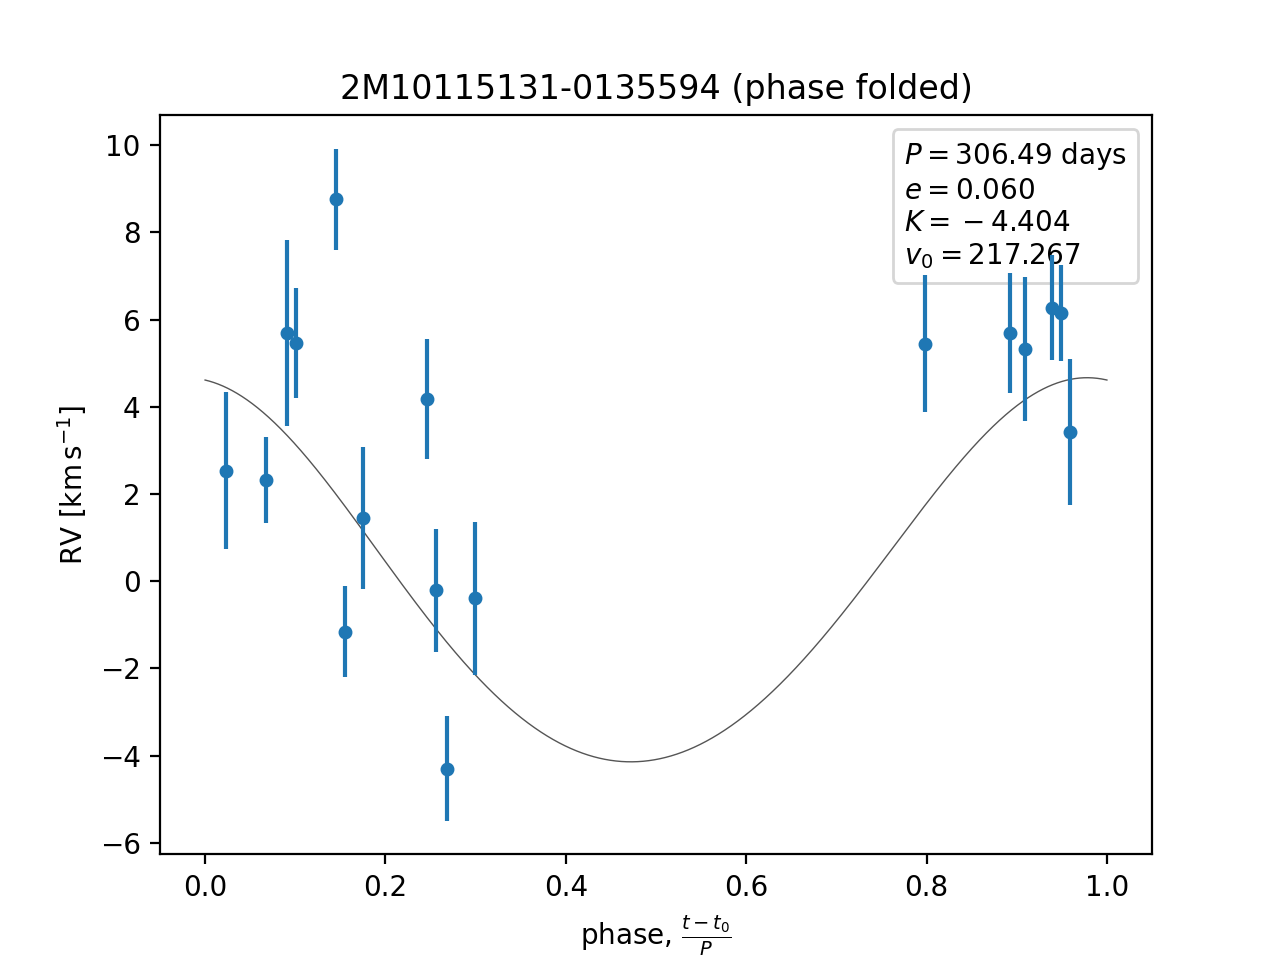 2M10115131-0135594 (phase folded)
P = 306.49 days
e = 0.060
K = −4.404
v₀ = 217.267
RV [km s⁻¹]
10
8
6
4
2
0
−2
−4
−6
0.0 0.2 0.4 0.6 0.8 1.0
phase, (t − t₀)/P